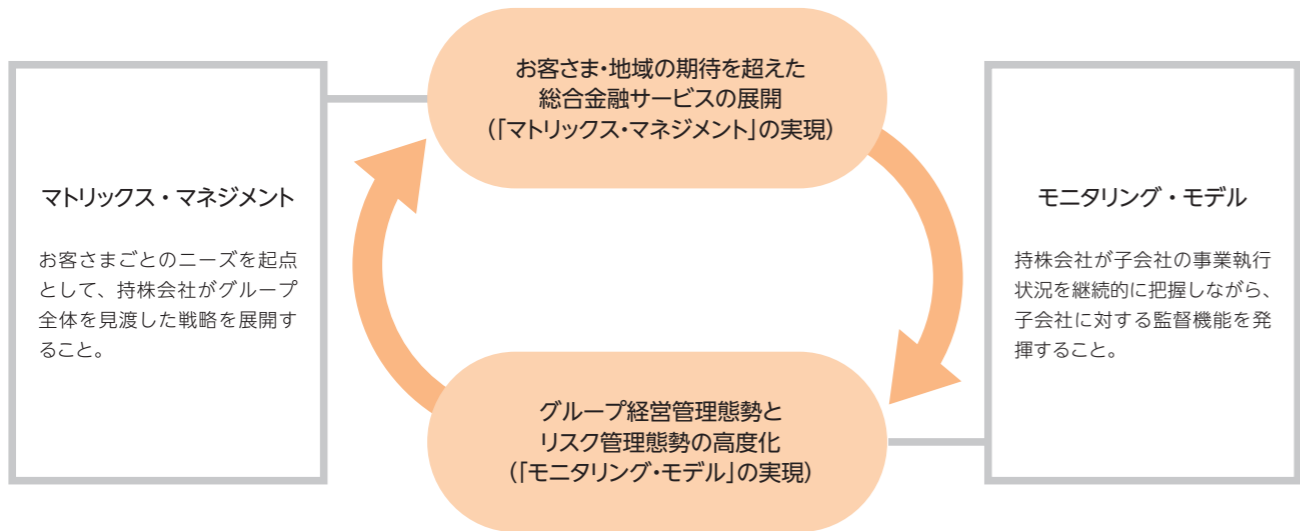 お客さま・地域の期待を超えた
総合金融サービスの展開
(「マトリックス・マネジメント」の実現)
マトリックス・マネジメント
お客さまごとのニーズを起点
として、持株会社がグループ
全体を見渡した戦略を展開す
ること。
モニタリング・モデル
持株会社が子会社の事業執行
状況を継続的に把握しながら、
子会社に対する監督機能を発
揮すること。
グループ経営管理態勢と
リスク管理態勢の高度化
(「モニタリング・モデル」の実現)